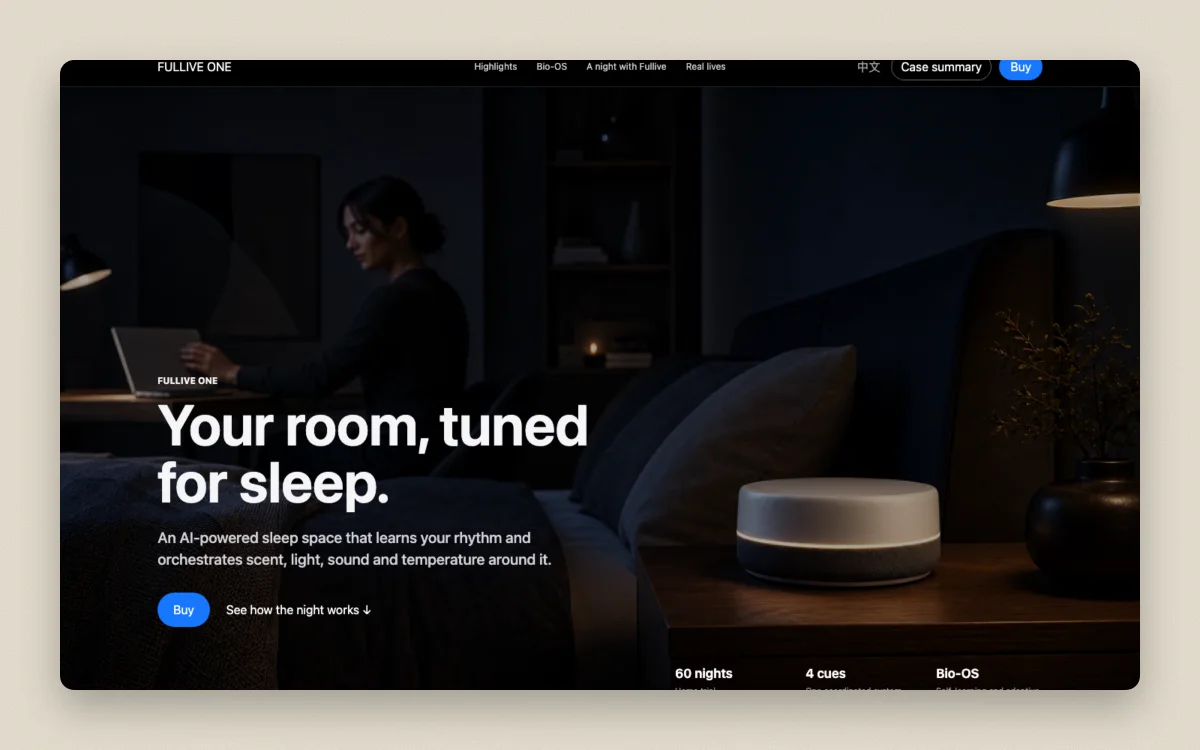 FULLIVE ONE
Highlights
Bio-OS
A night with Fullive
Real lives
中文
Case summary
Buy
FULLIVE ONE
Your room, tuned
for sleep.
An AI-powered sleep space that learns your rhythm and
orchestrates scent, light, sound and temperature around it.
Buy
See how the night works ↓
60 nights
4 cues
Bio-OS